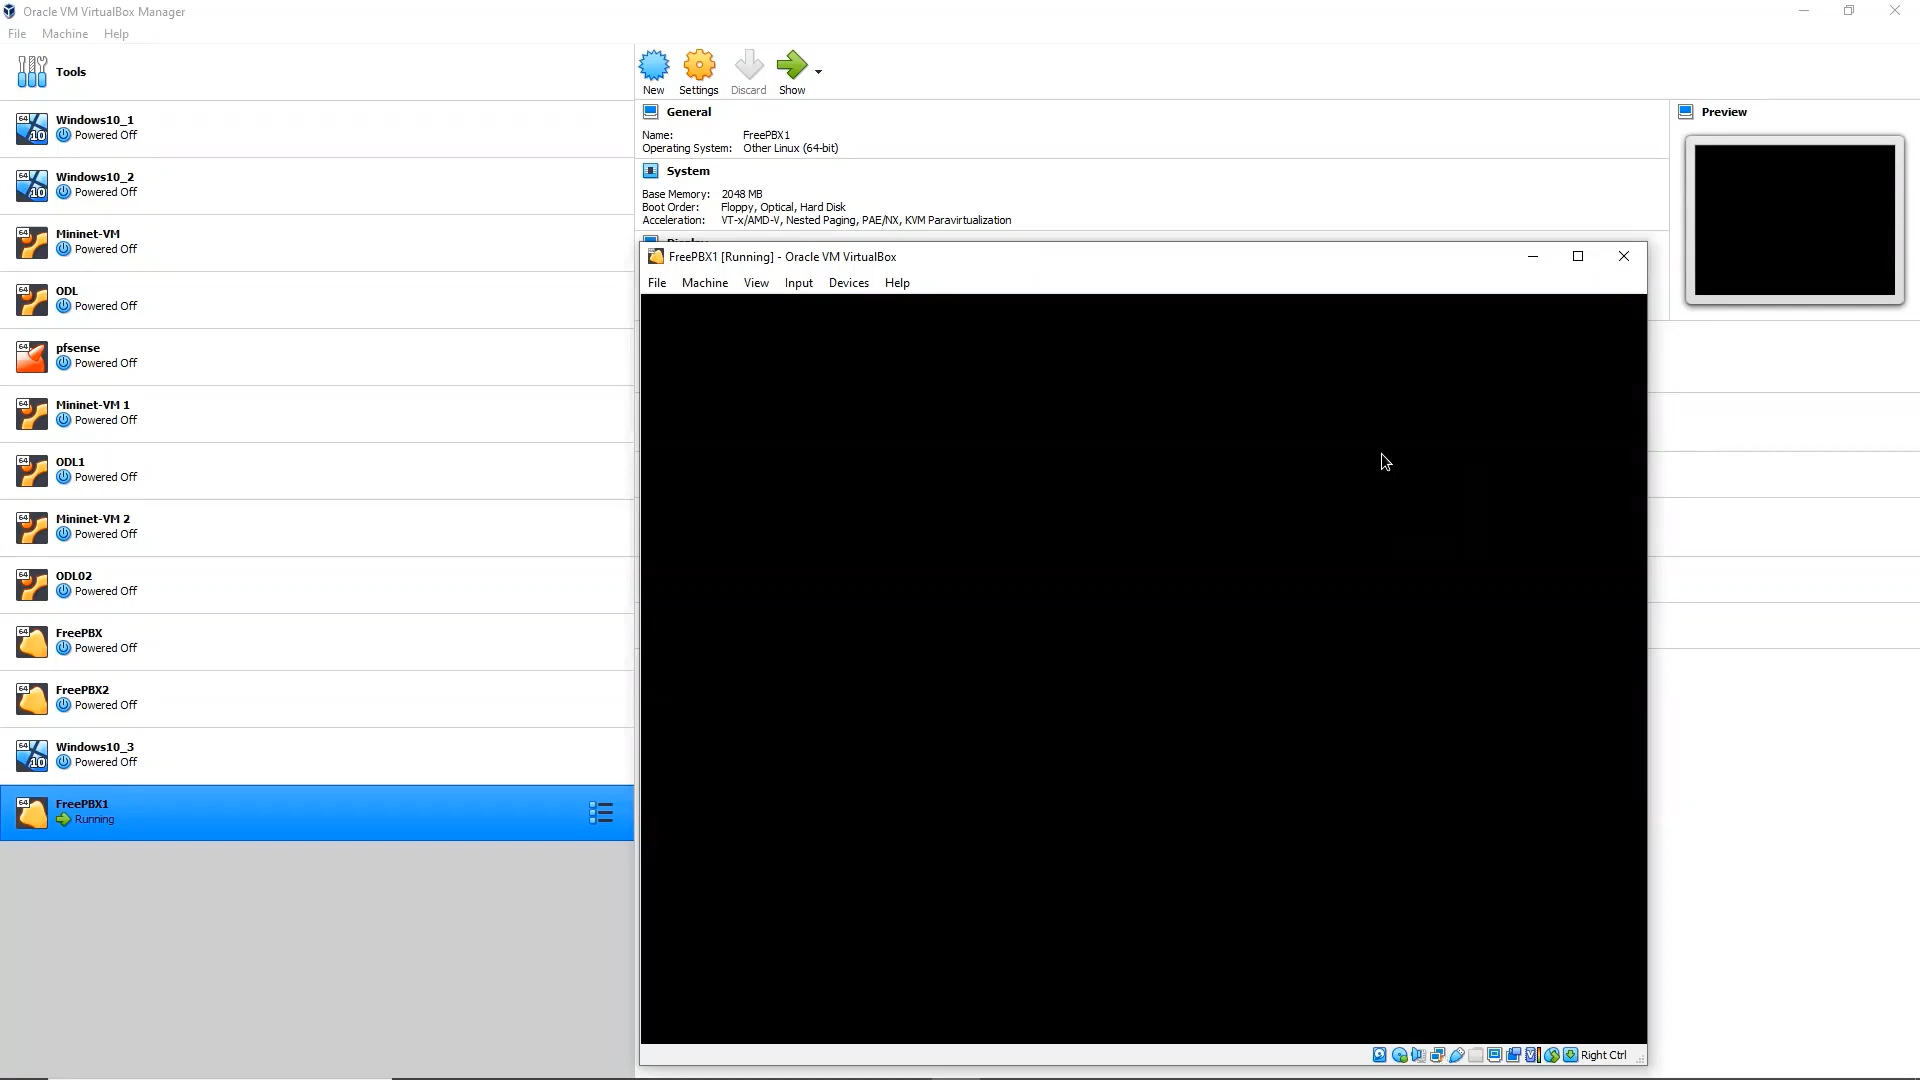 Oracle VM VirtualBox Manager
File Machine Help
Tools
Windows10_1
Powered Off
Windows10_2
Powered Off
Mininet-VM
Powered Off
ODL
Powered Off
pfsense
Powered Off
Mininet-VM 1
Powered Off
ODL1
Powered Off
Mininet-VM 2
Powered Off
ODL02
Powered Off
FreePBX
Powered Off
FreePBX2
Powered Off
Windows10_3
Powered Off
FreePBX1
Running
New Settings Discard Show
General
Name: FreePBX1
Operating System: Other Linux (64-bit)
System
Base Memory: 2048 MB
Boot Order: Floppy, Optical, Hard Disk
Acceleration: VT-x/AMD-V, Nested Paging, PAE/NX, KVM Paravirtualization
Preview
FreePBX1 [Running] - Oracle VM VirtualBox
File Machine View Input Devices Help
Right Ctrl